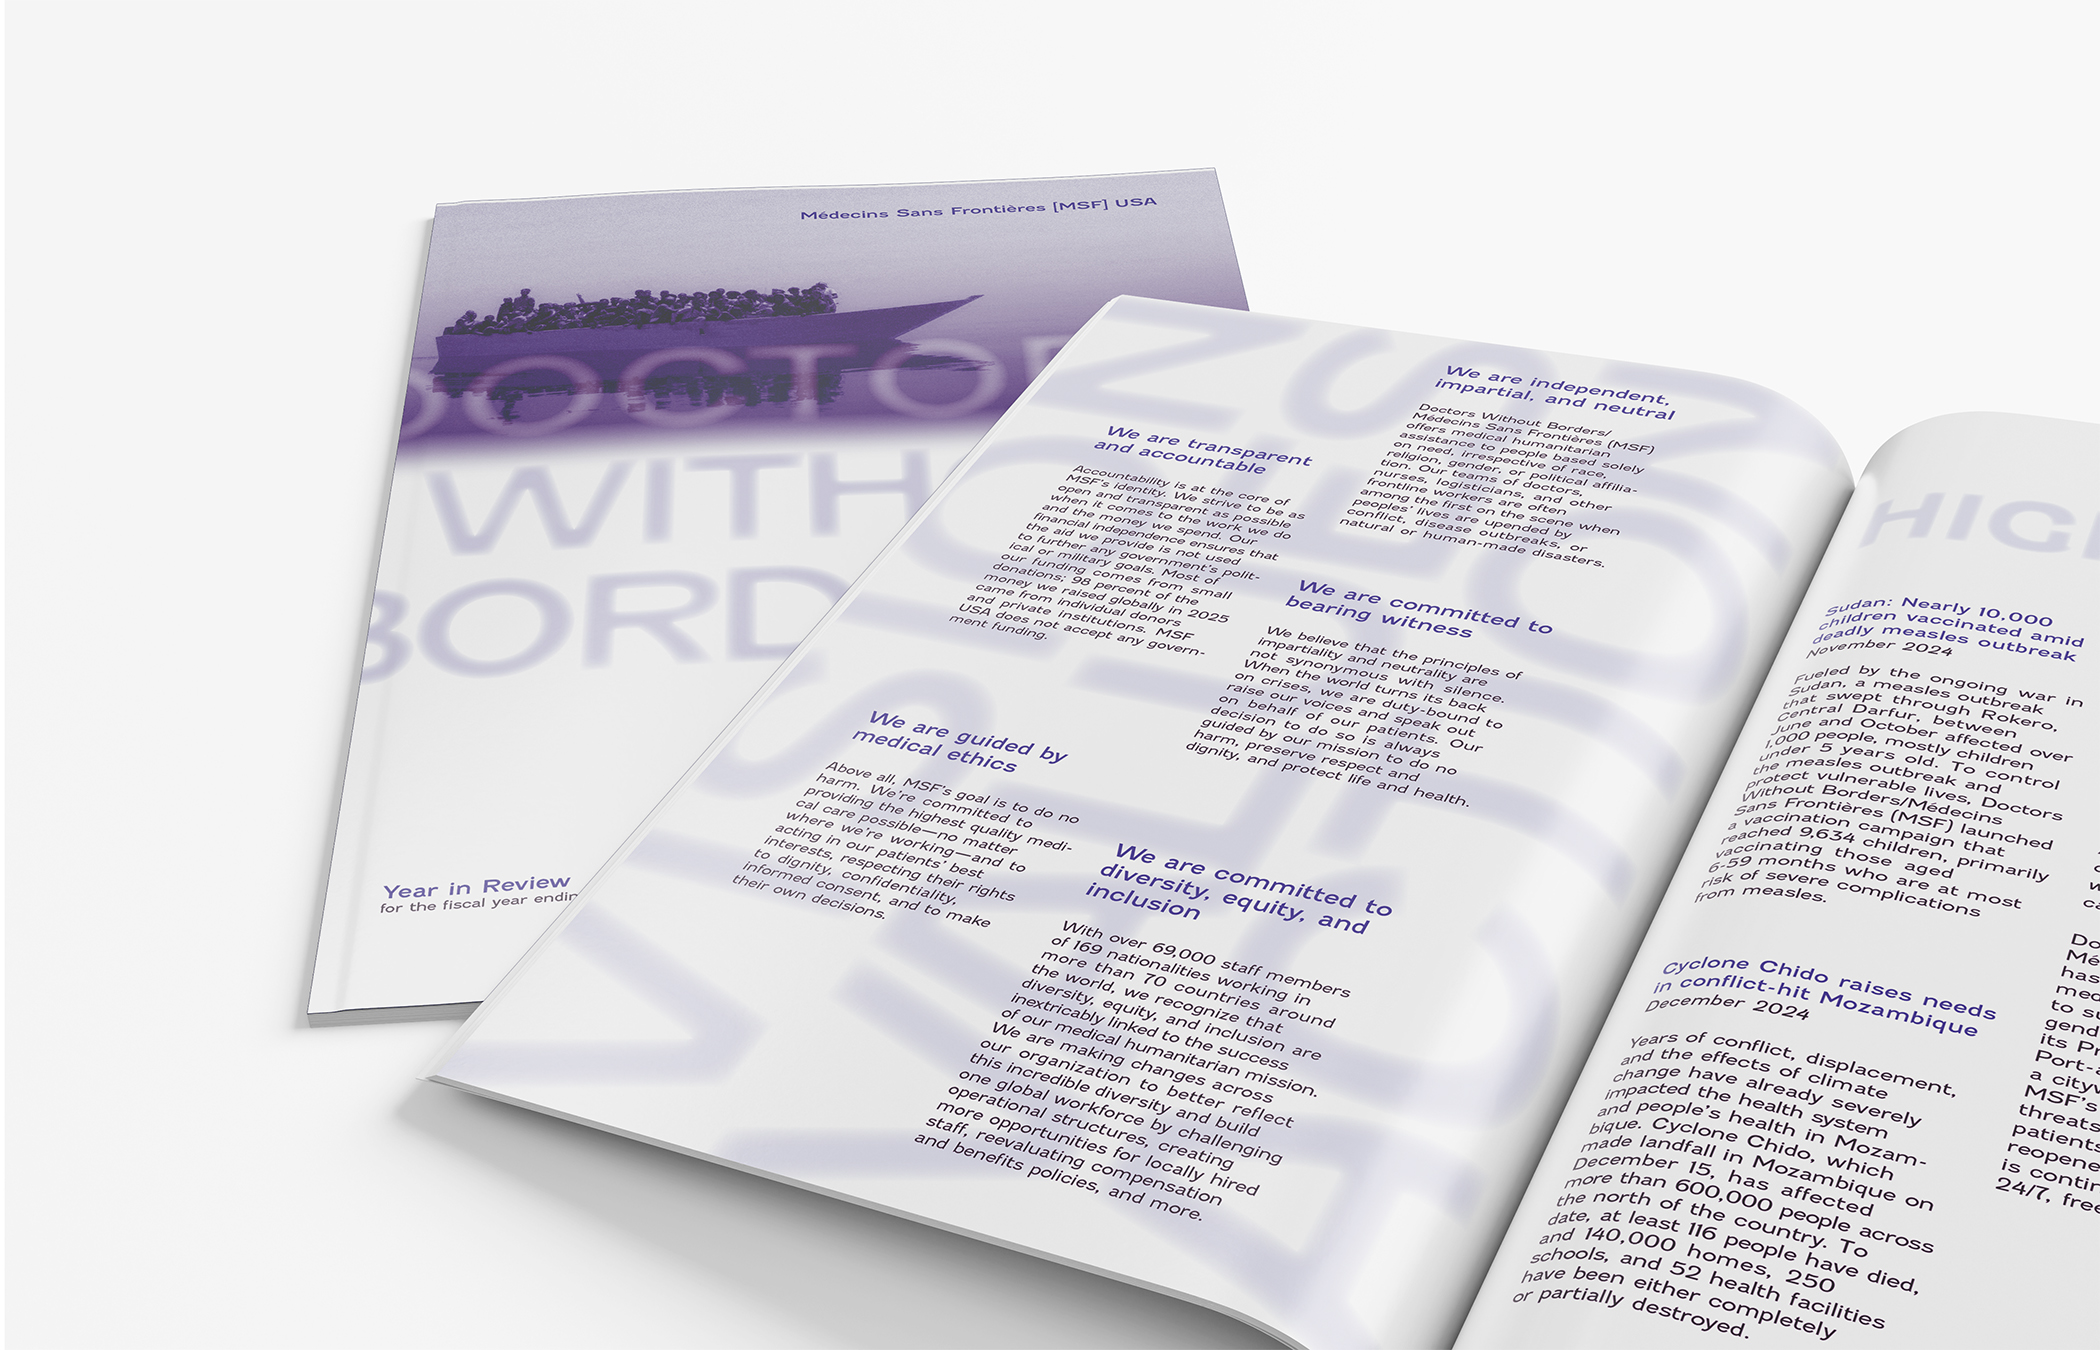 Médecins Sans Frontières [MSF] USA
DOCTO
WITH
BORD
Year in Review
for the fiscal year endin
We are transparent
and accountable
Accountability is at the core of
MSF's identity. We strive to be as
open and transparent as possible
when it comes to the work we do
and the money we spend. Our
financial independence ensures that
the aid we provide is not used
to further any government's polit-
ical or military goals. Most of
our funding comes from small
donations; 98 percent of the
money we raised globally in 2025
came from individual donors
and private institutions. MSF
USA does not accept any govern-
ment funding.
We are guided by
medical ethics
Above all, MSF's goal is to do no
harm. We're committed to
providing the highest quality medi-
cal care possible—no matter
where we're working—and to
acting in our patients' best
interests, respecting their rights
to dignity, confidentiality,
informed consent, and to make
their own decisions.
We are independent,
impartial, and neutral
Doctors Without Borders/
Médecins Sans Frontières (MSF)
offers medical humanitarian
assistance to people based solely
on need, irrespective of race,
religion, gender, or political affilia-
tion. Our teams of doctors,
nurses, logisticians, and other
frontline workers are often
among the first on the scene when
peoples' lives are upended by
conflict, disease outbreaks, or
natural or human-made disasters.
We are committed to
bearing witness
We believe that the principles of
impartiality and neutrality are
not synonymous with silence.
When the world turns its back
on crises, we are duty-bound to
raise our voices and speak out
on behalf of our patients. Our
decision to do so is always
guided by our mission to do no
harm, preserve respect and
dignity, and protect life and health.
We are committed to
diversity, equity, and
inclusion
With over 69,000 staff members
of 169 nationalities working in
more than 70 countries around
the world, we recognize that
diversity, equity, and inclusion are
inextricably linked to the success
of our medical humanitarian mission.
We are making changes across
our organization to better reflect
this incredible diversity and build
one global workforce by challenging
operational structures, creating
more opportunities for locally hired
staff, reevaluating compensation
and benefits policies, and more.
HIG
Sudan: Nearly 10,000
children vaccinated amid
deadly measles outbreak
November 2024
Fueled by the ongoing war in
Sudan, a measles outbreak
that swept through Rokero,
Central Darfur, between
June and October affected over
1,000 people, mostly children
under 5 years old. To control
the measles outbreak and
protect vulnerable lives, Doctors
Without Borders/Médecins
Sans Frontières (MSF) launched
a vaccination campaign that
reached 9,634 children, primarily
vaccinating those aged
6-59 months who are at most
risk of severe complications
from measles.
Cyclone Chido raises needs
in conflict-hit Mozambique
December 2024
Years of conflict, displacement,
and the effects of climate
change have already severely
impacted the health system
and people's health in Mozam-
bique. Cyclone Chido, which
made landfall in Mozambique on
December 15, has affected
more than 600,000 people across
the north of the country. To
date, at least 116 people have died,
and 140,000 homes, 250
schools, and 52 health facilities
have been either completely
or partially destroyed.
Do
Mé
has
med
to su
gend
its Pr
Port-a
a cityw
MSF's
threats
patients
reopene
is contin
24/7, free